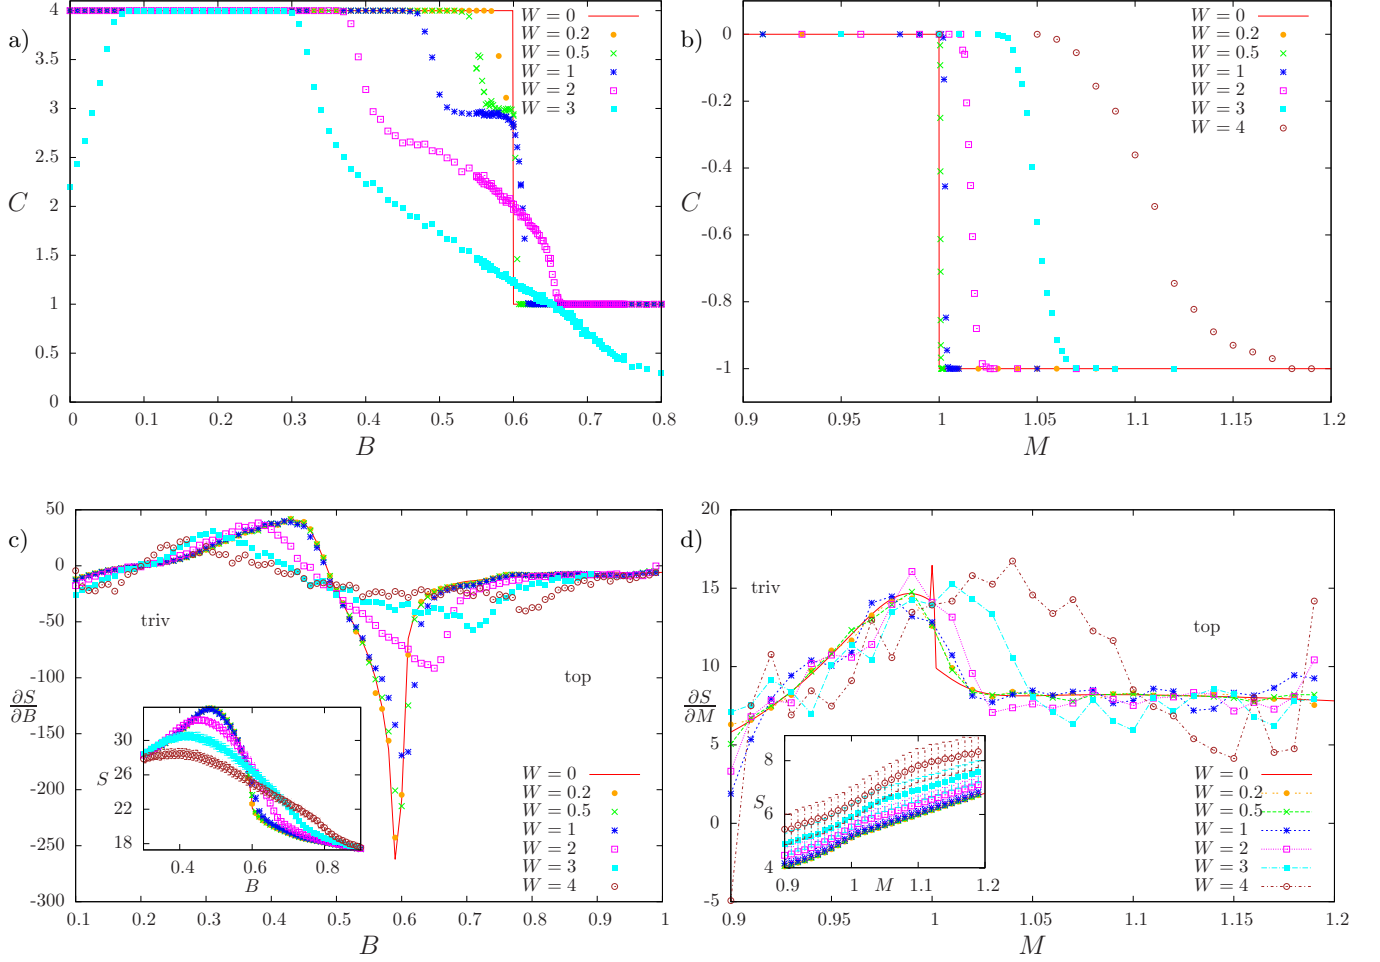 a)
C
4
3.5
3
2.5
2
1.5
1
0.5
0
0 0.1 0.2 0.3 0.4 0.5 0.6 0.7 0.8
B
W = 0
W = 0.2
W = 0.5
W = 1
W = 2
W = 3
b)
C
0
-0.2
-0.4
-0.6
-0.8
-1
0.9 0.95 1 1.05 1.1 1.15 1.2
M
W = 0
W = 0.2
W = 0.5
W = 1
W = 2
W = 3
W = 4
c)
∂S
∂B
50
0
-50
-100
-150
-200
-250
-300
0.1 0.2 0.3 0.4 0.5 0.6 0.7 0.8 0.9 1
B
triv
top
S
30
28
26
22
18
0.4 0.6 0.8
B
W = 0
W = 0.2
W = 0.5
W = 1
W = 2
W = 3
W = 4
d)
∂S
∂M
20
15
10
5
0
-5
0.9 0.95 1 1.05 1.1 1.15 1.2
M
triv
top
S
8
6
4
0.9 1 M 1.1 1.2
W = 0
W = 0.2
W = 0.5
W = 1
W = 2
W = 3
W = 4